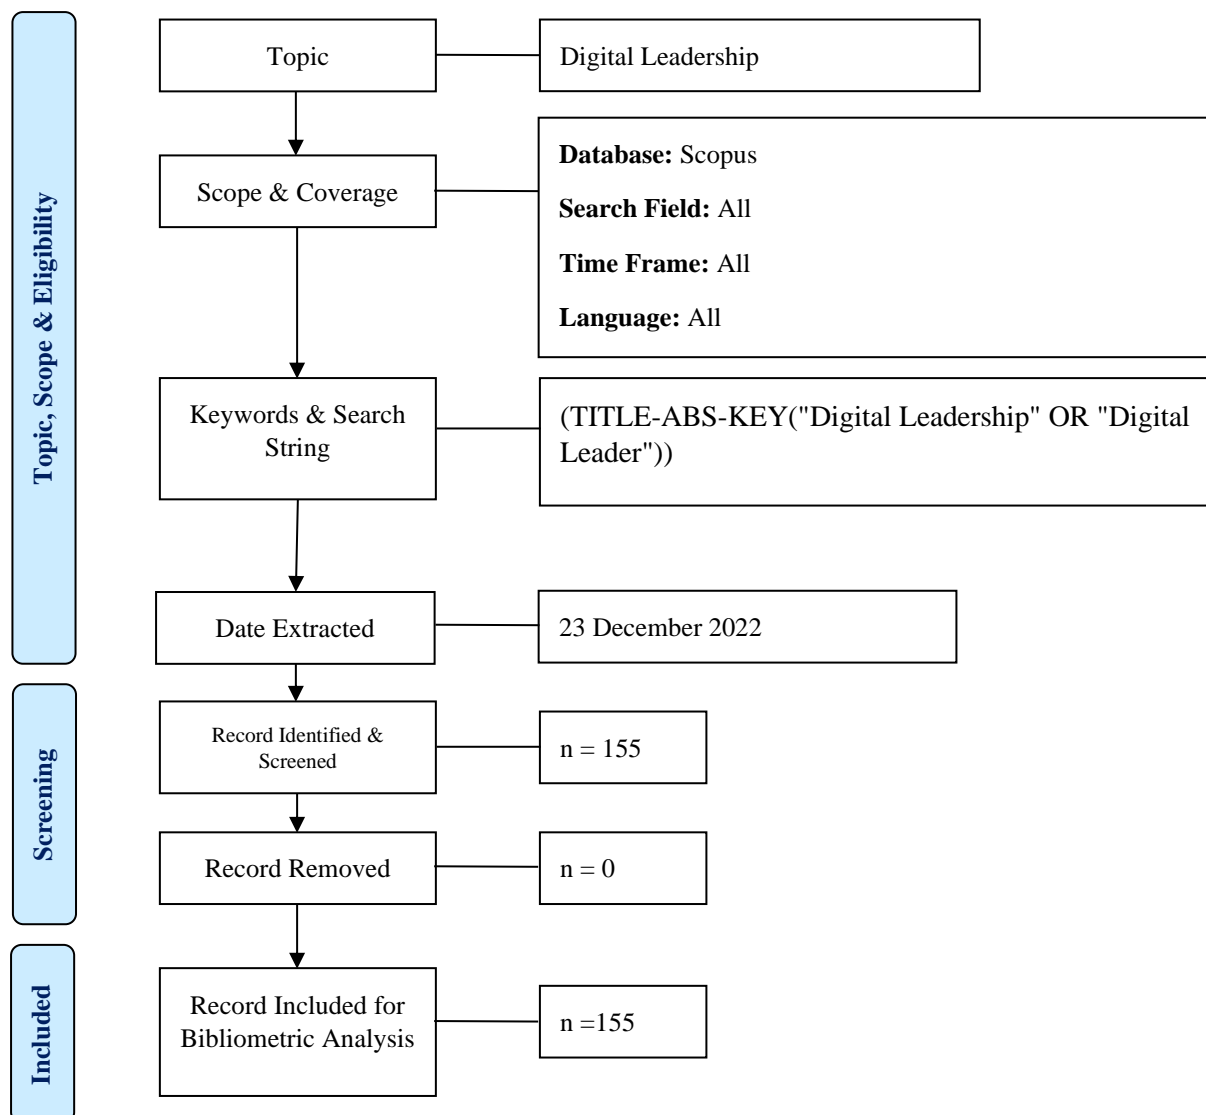 Topic, Scope & Eligibility
Topic
Digital Leadership
Scope & Coverage
Database: Scopus
Search Field: All
Time Frame: All
Language: All
Keywords & Search
String
(TITLE-ABS-KEY("Digital Leadership" OR "Digital
Leader"))
Date Extracted
23 December 2022
Screening
Record Identified &
Screened
n = 155
Record Removed
n = 0
Included
Record Included for
Bibliometric Analysis
n =155